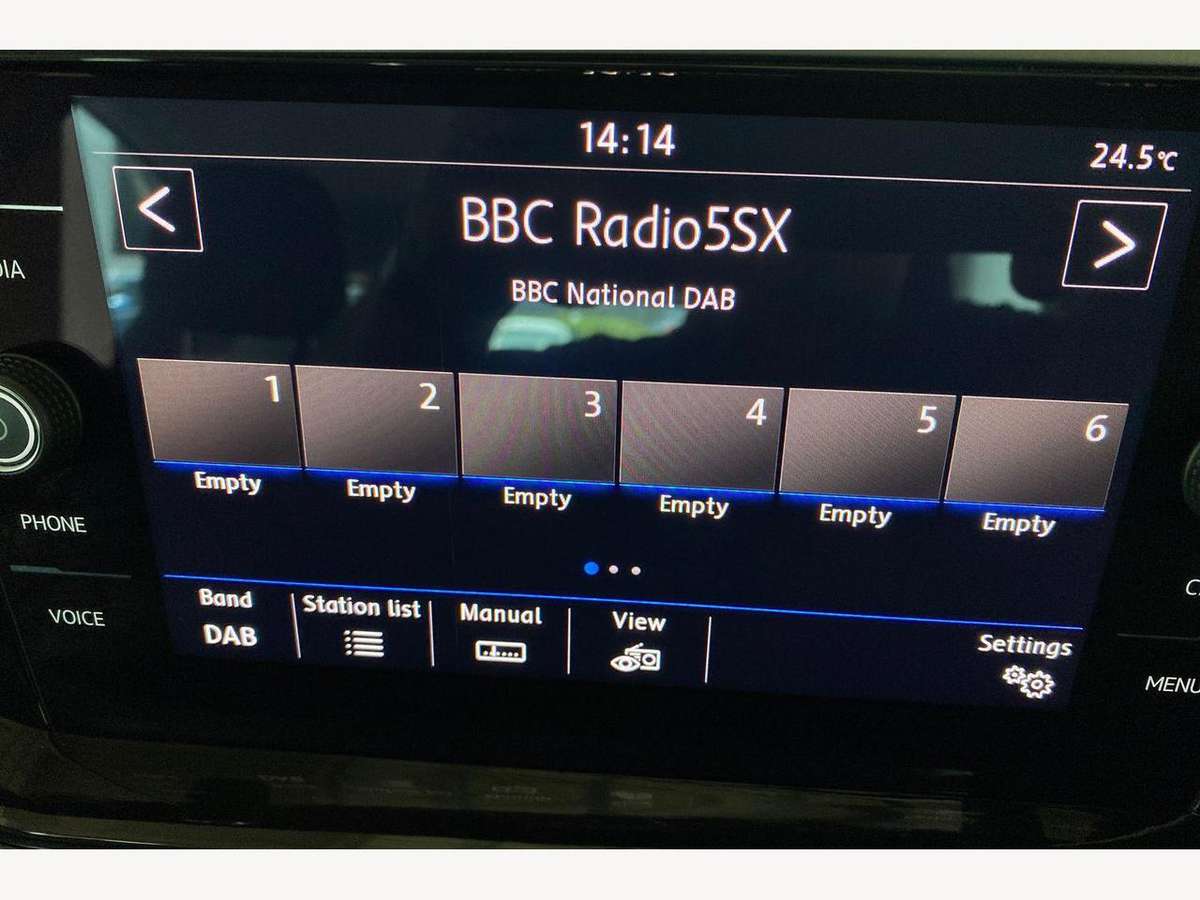 14:14
24.5°C
<
BBC Radio5SX
>
BBC National DAB
1
2
3
4
5
6
Empty
Empty
Empty
Empty
Empty
Empty
PHONE
VOICE
Band
DAB
Station list
Manual
View
Settings
MENU